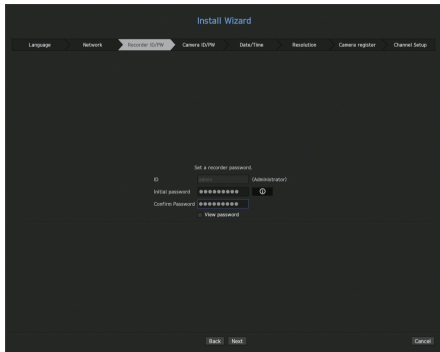 Install Wizard
Language Network Recorder ID/PW Camera ID/PW Date/Time Resolution Camera register Channel Setup
Set a recorder password.
ID admin (Administrator)
Initial password ●●●●●●●●●
Confirm Password ●●●●●●●●●
View password
Back Next Cancel